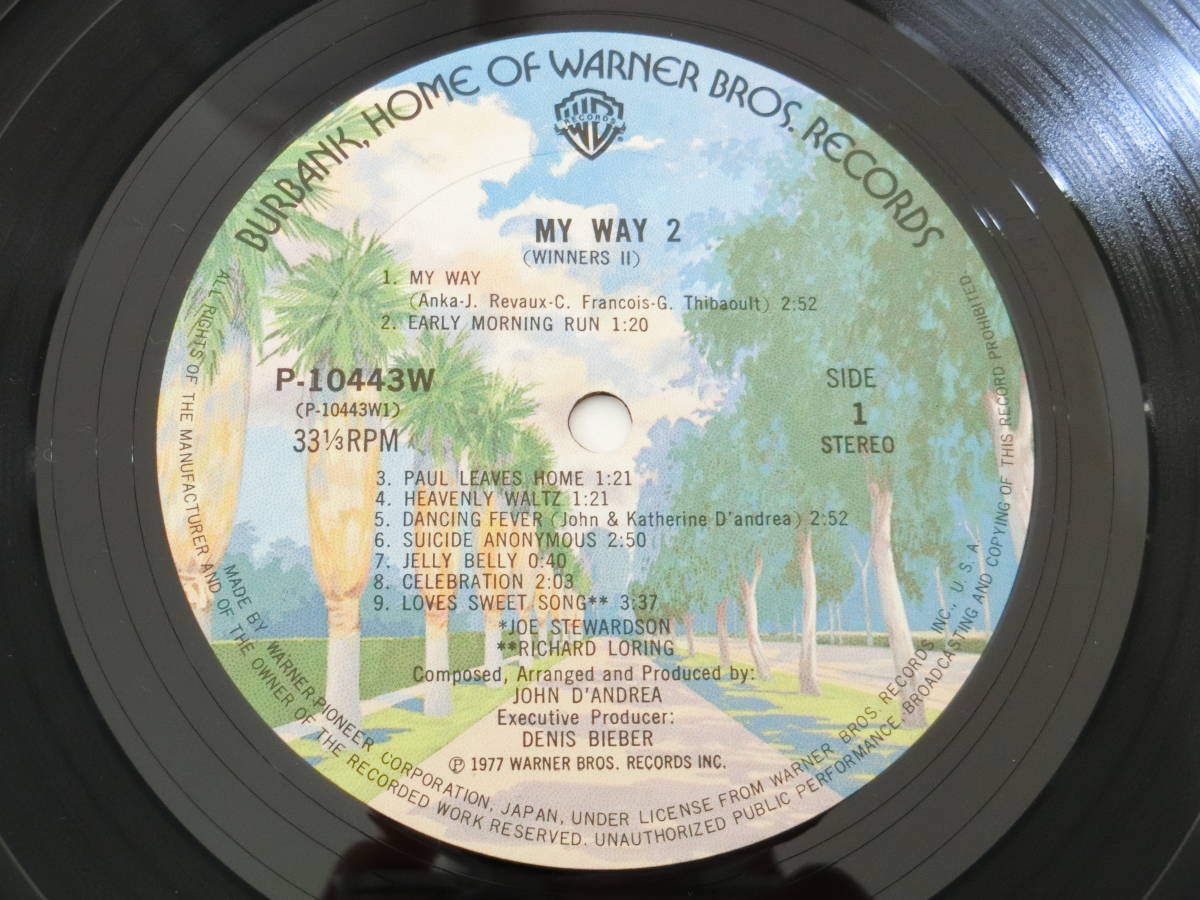 BURBANK, HOME OF WARNER BROS. RECORDS
W
RECORDS
MY WAY 2
(WINNERS II)
1. MY WAY
(Anka-J. Revaux-C. Francois-G. Thibaoult) 2:52
2. EARLY MORNING RUN 1:20
P-10443W
(P-10443W1)
33⅓RPM
SIDE
1
STEREO
3. PAUL LEAVES HOME 1:21
4. HEAVENLY WALTZ 1:21
5. DANCING FEVER (John & Katherine D'andrea) 2:52
6. SUICIDE ANONYMOUS 2:50
7. JELLY BELLY 0:40
8. CELEBRATION 2:03
9. LOVES SWEET SONG** 3:37
*JOE STEWARDSON
**RICHARD LORING
Composed, Arranged and Produced by:
JOHN D'ANDREA
Executive Producer:
DENIS BIEBER
Ⓟ 1977 WARNER BROS. RECORDS INC.
MADE BY WARNER-PIONEER CORPORATION, JAPAN, UNDER LICENSE FROM WARNER BROS. RECORDS INC., U.S.A.
ALL RIGHTS OF THE MANUFACTURER AND OF THE OWNER OF THE RECORDED WORK RESERVED. UNAUTHORIZED PUBLIC PERFORMANCE, BROADCASTING AND COPYING OF THIS RECORD PROHIBITED.